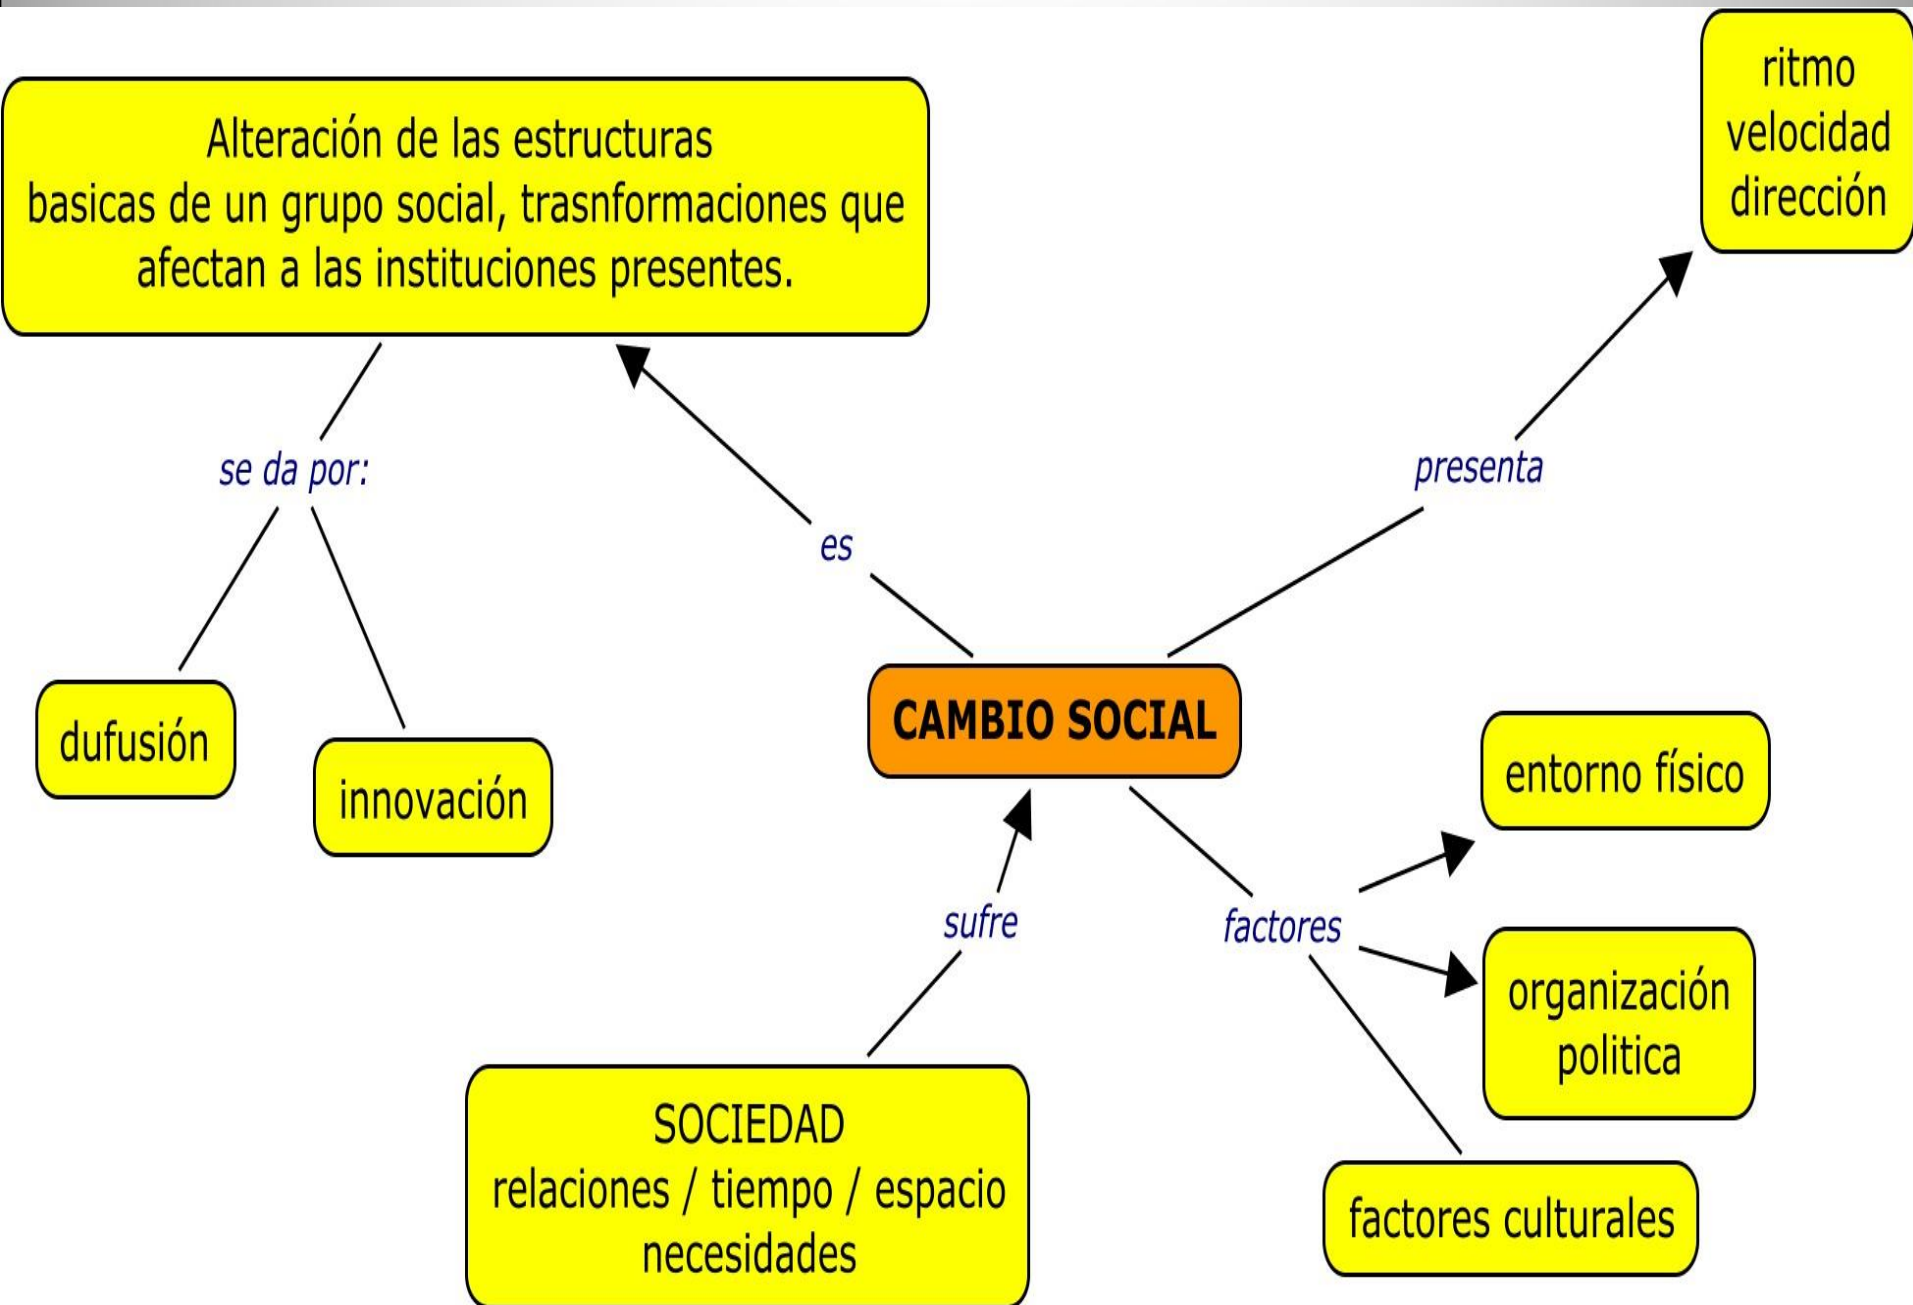 ritmo
velocidad
dirección
Alteración de las estructuras
basicas de un grupo social, trasnformaciones que
afectan a las instituciones presentes.
se da por:
presenta
es
dufusión
innovación
CAMBIO SOCIAL
entorno físico
sufre
factores
organización
politica
SOCIEDAD
relaciones / tiempo / espacio
necesidades
factores culturales